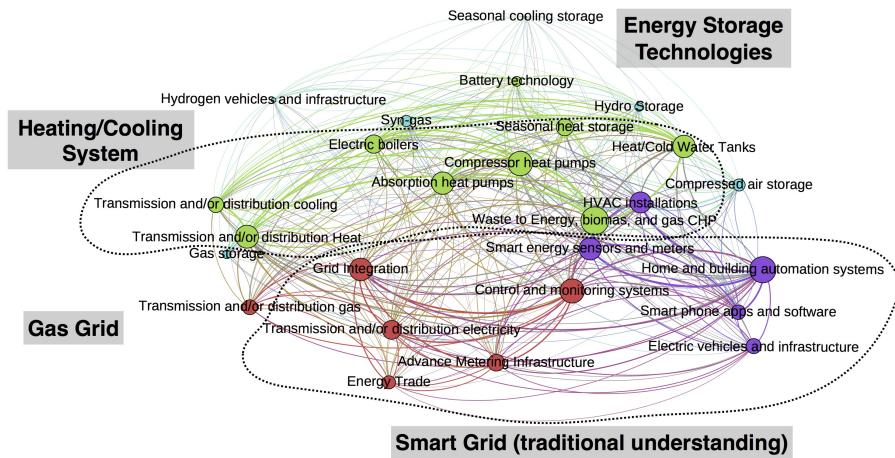 Seasonal cooling storage
Energy Storage
Technologies
Battery technology
Hydrogen vehicles and infrastructure
Hydro Storage
Heating/Cooling
System
Syn-gas
Seasonal heat storage
Electric boilers
Heat/Cold Water Tanks
Compressor heat pumps
Absorption heat pumps
Compressed air storage
Transmission and/or distribution cooling
HVAC installations
Waste to Energy, biomas, and gas CHP
Transmission and/or distribution Heat
Gas storage
Smart energy sensors and meters
Grid Integration
Home and building automation systems
Control and monitoring systems
Transmission and/or distribution gas
Smart phone apps and software
Gas Grid
Transmission and/or distribution electricity
Electric vehicles and infrastructure
Advance Metering Infrastructure
Energy Trade
Smart Grid (traditional understanding)